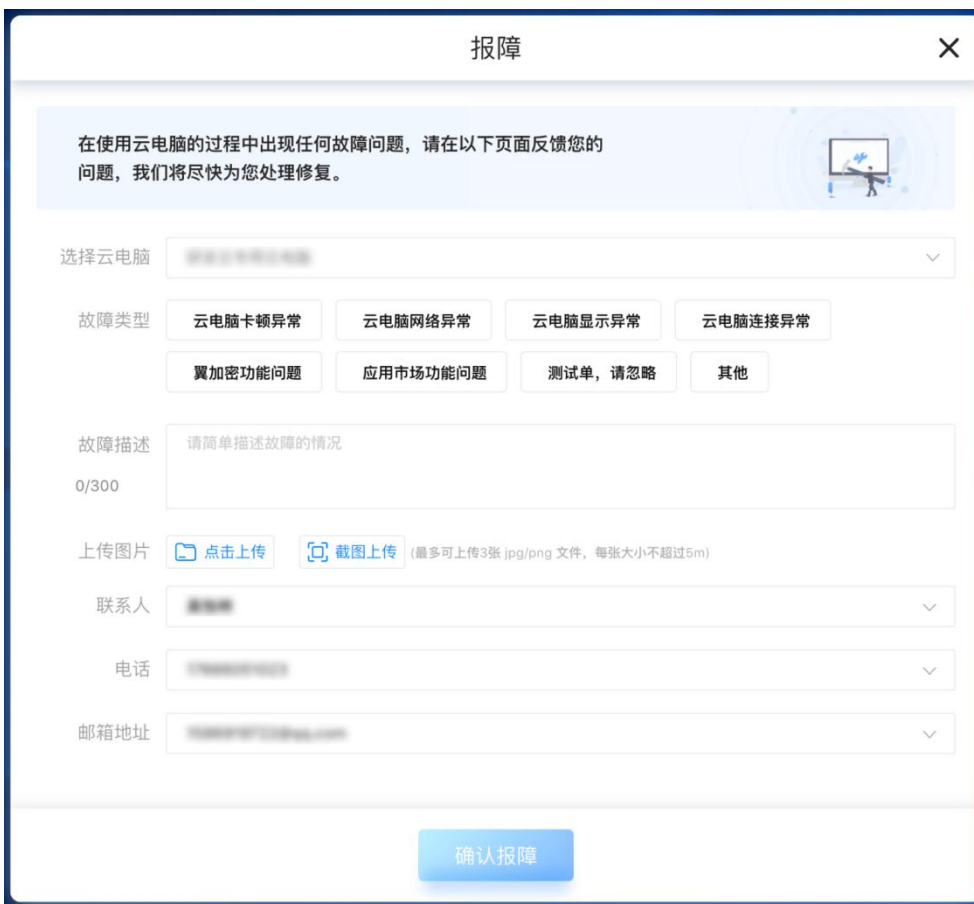 报障
在使用云电脑的过程中出现任何故障问题，请在以下页面反馈您的
问题，我们将尽快为您处理修复。
选择云电脑
故障类型 云电脑卡顿异常 云电脑网络异常 云电脑显示异常 云电脑连接异常
翼加密功能问题 应用市场功能问题 测试单，请忽略 其他
故障描述 请简单描述故障的情况
0/300
上传图片 点击上传 截图上传 (最多可上传3张 jpg/png 文件，每张大小不超过5m)
联系人
电话
邮箱地址
确认报障